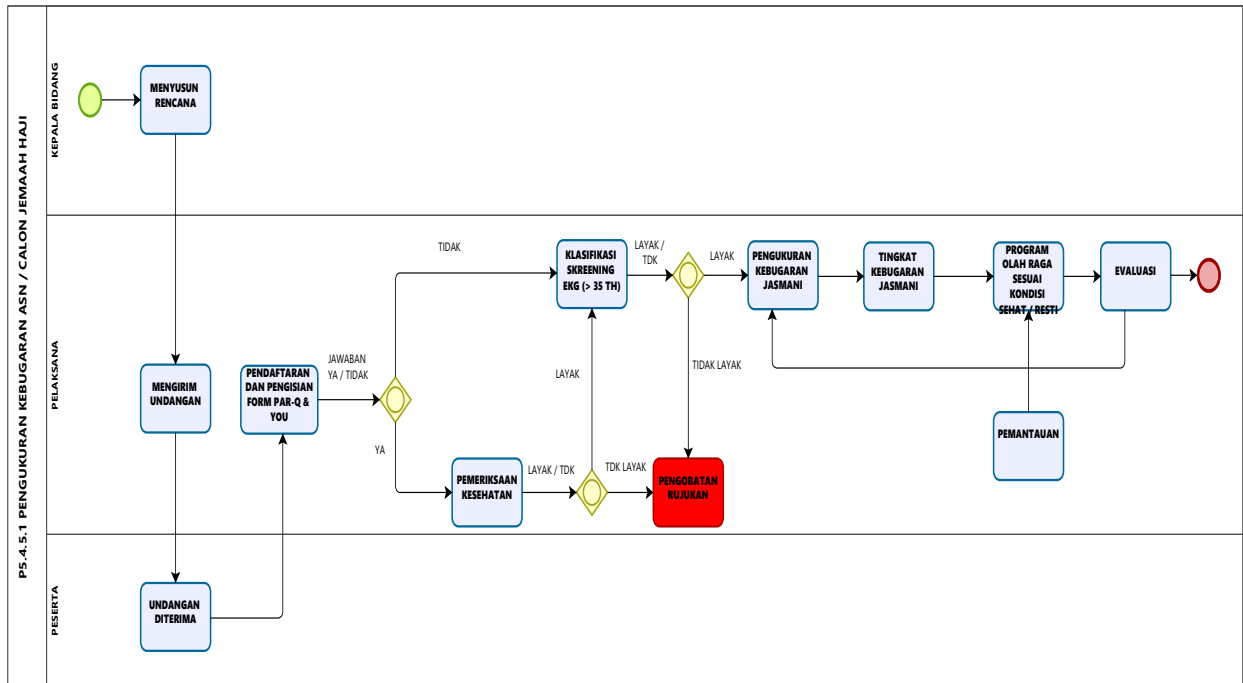 P5.4.5.1 PENGUKURAN KEBUGARAN ASN / CALON JEMAAH HAJI
KEPALA BIDANG
MENYUSUN
RENCANA
PELAKSANA
MENGIRIM
UNDANGAN
PENDAFTARAN
DAN PENGISIAN
FORM PAR-Q &
YOU
JAWABAN
YA / TIDAK
TIDAK
YA
PEMERIKSAAN
KESEHATAN
LAYAK / TDK
LAYAK
TDK LAYAK
PENGOBATAN
RUJUKAN
KLASIFIKASI
SKREENING
EKG (> 35 TH)
LAYAK /
TDK
LAYAK
TIDAK LAYAK
PENGUKURAN
KEBUGARAN
JASMANI
TINGKAT
KEBUGARAN
JASMANI
PROGRAM
OLAH RAGA
SESUAI
KONDISI
SEHAT / RESTI
EVALUASI
PEMANTAUAN
PESERTA
UNDANGAN
DITERIMA